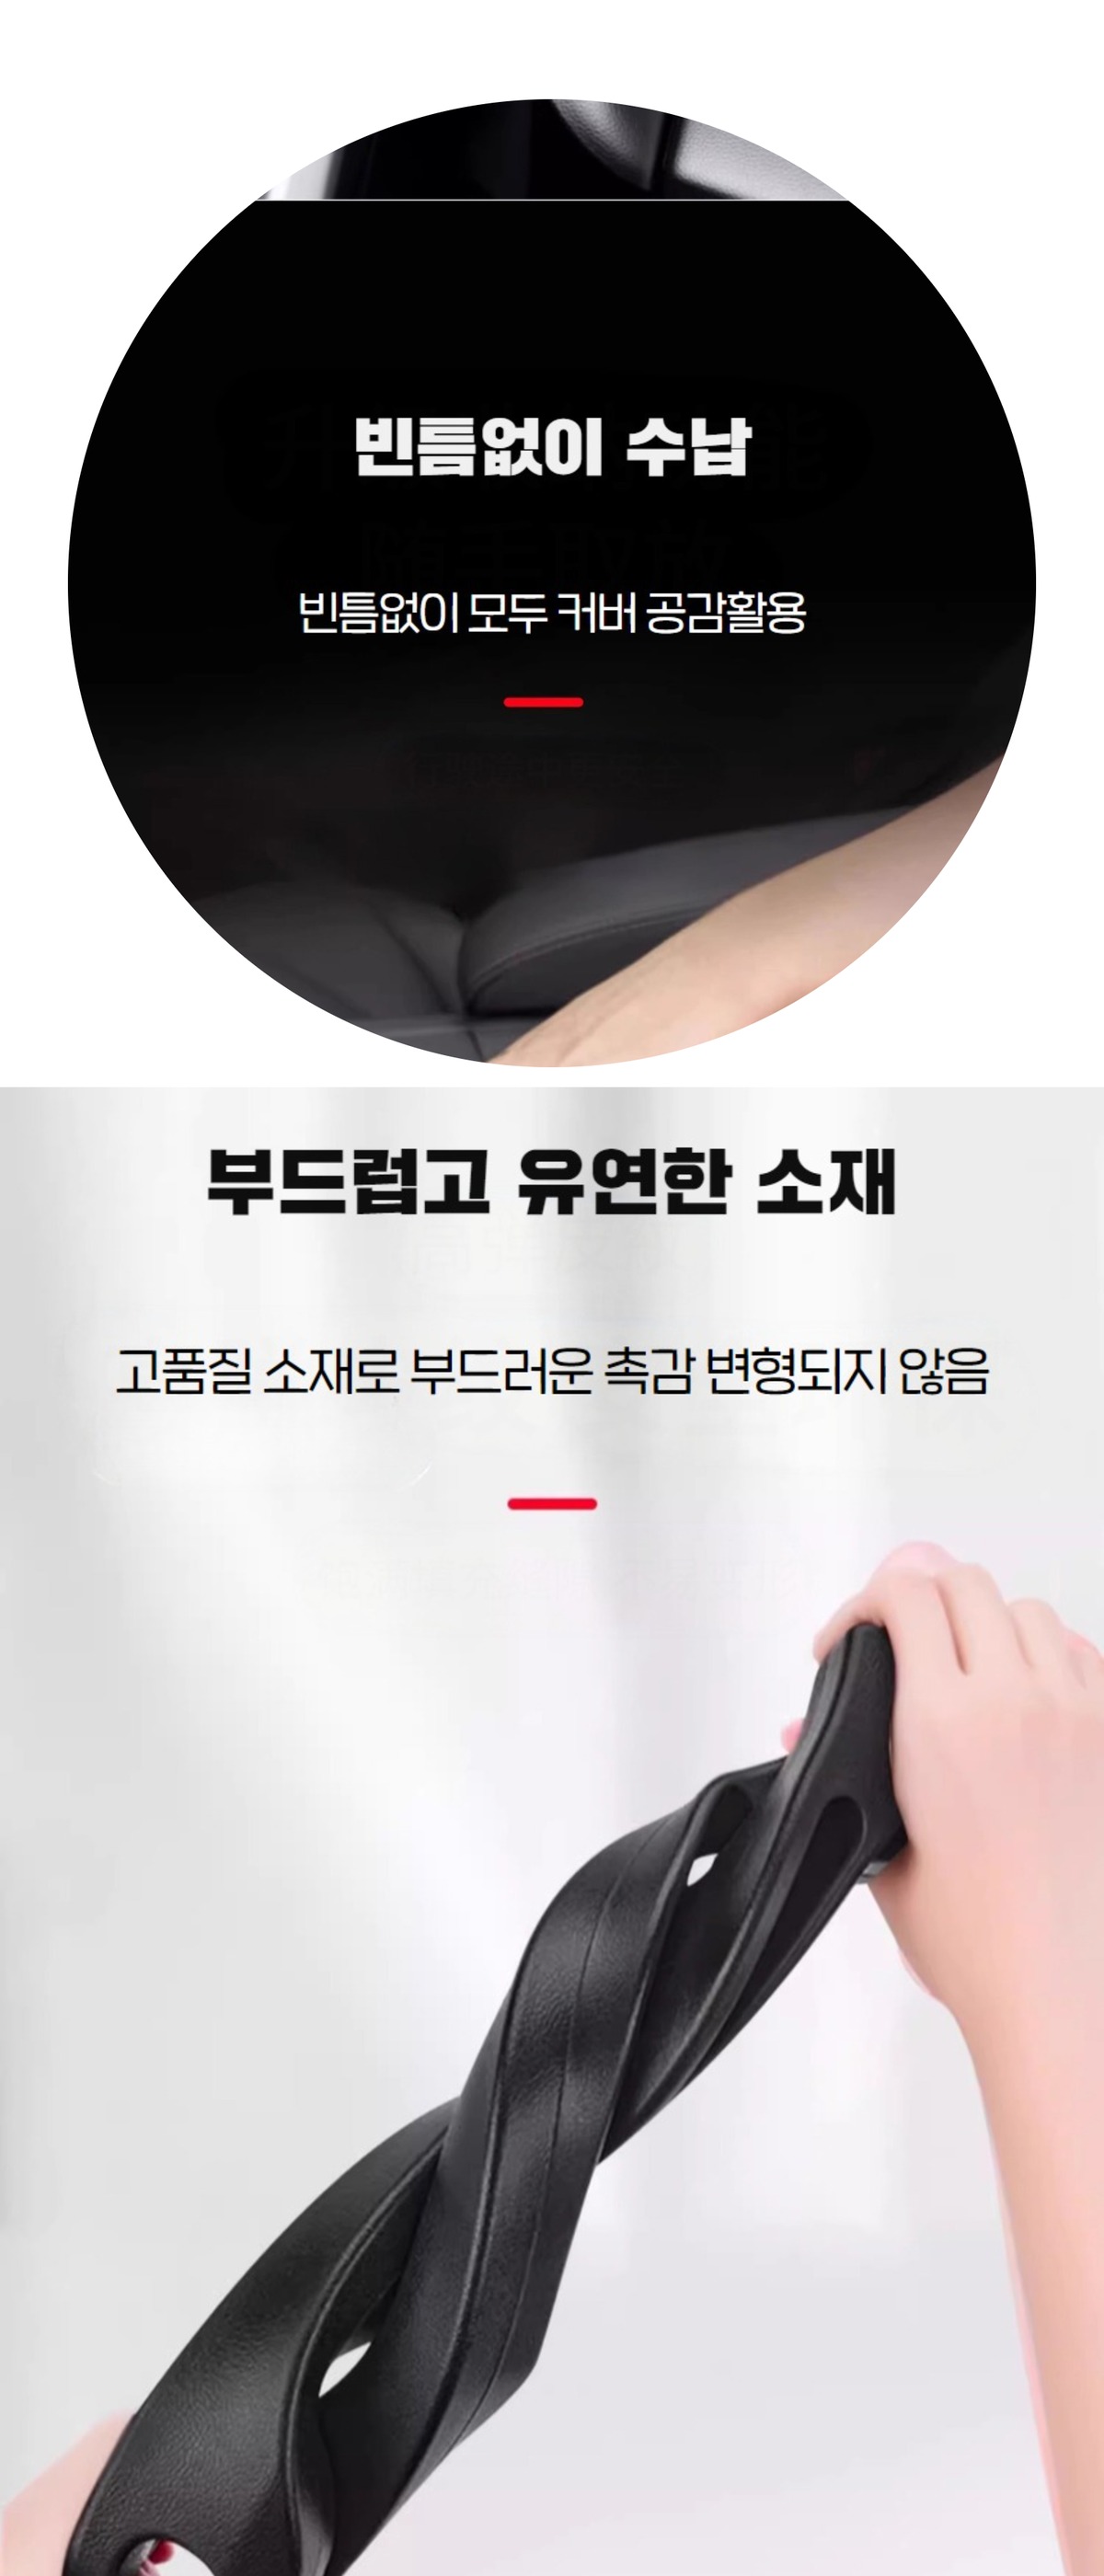 빈틈없이 수납
빈틈없이 모두 커버 공감활용
부드럽고 유연한 소재
고품질 소재로 부드러운 촉감 변형되지 않음